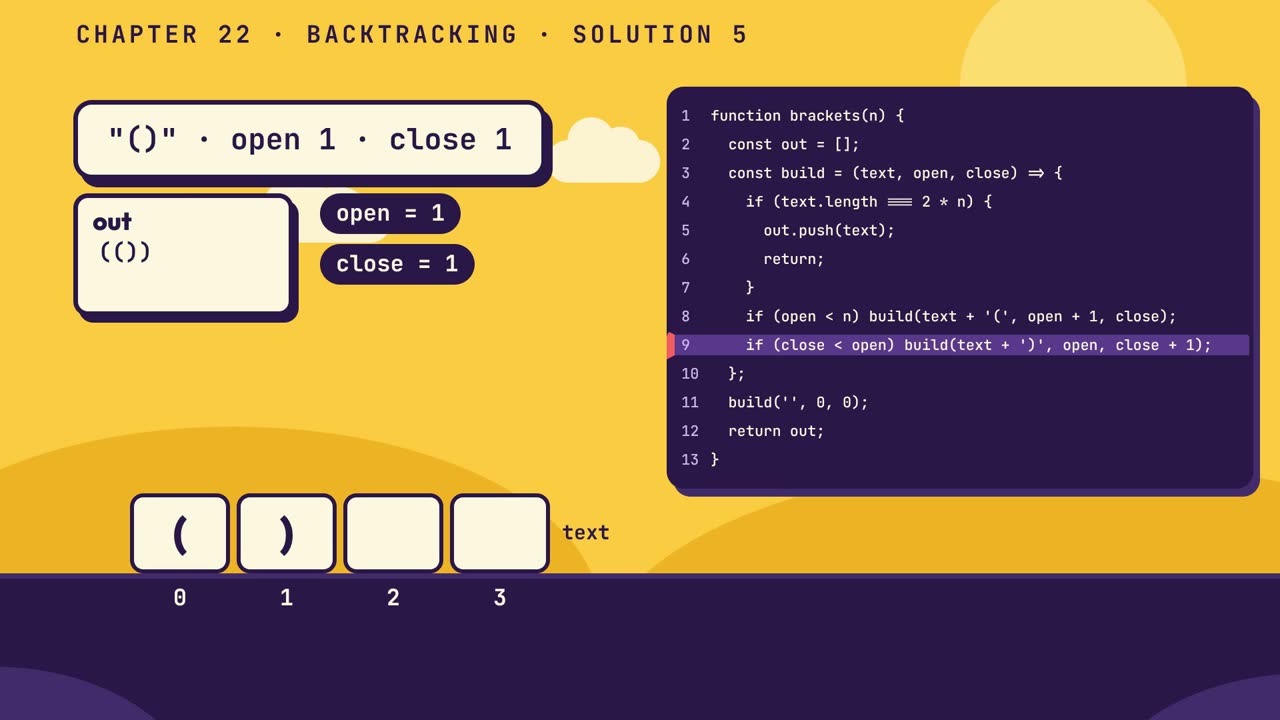 CHAPTER 22 · BACKTRACKING · SOLUTION 5
"()" · open 1 · close 1
out
(())
open = 1
close = 1
1 function brackets(n) {
2   const out = [];
3   const build = (text, open, close) => {
4     if (text.length === 2 * n) {
5       out.push(text);
6       return;
7     }
8     if (open < n) build(text + '(', open + 1, close);
9     if (close < open) build(text + ')', open, close + 1);
10   };
11   build('', 0, 0);
12   return out;
13 }
( ) text
0 1 2 3